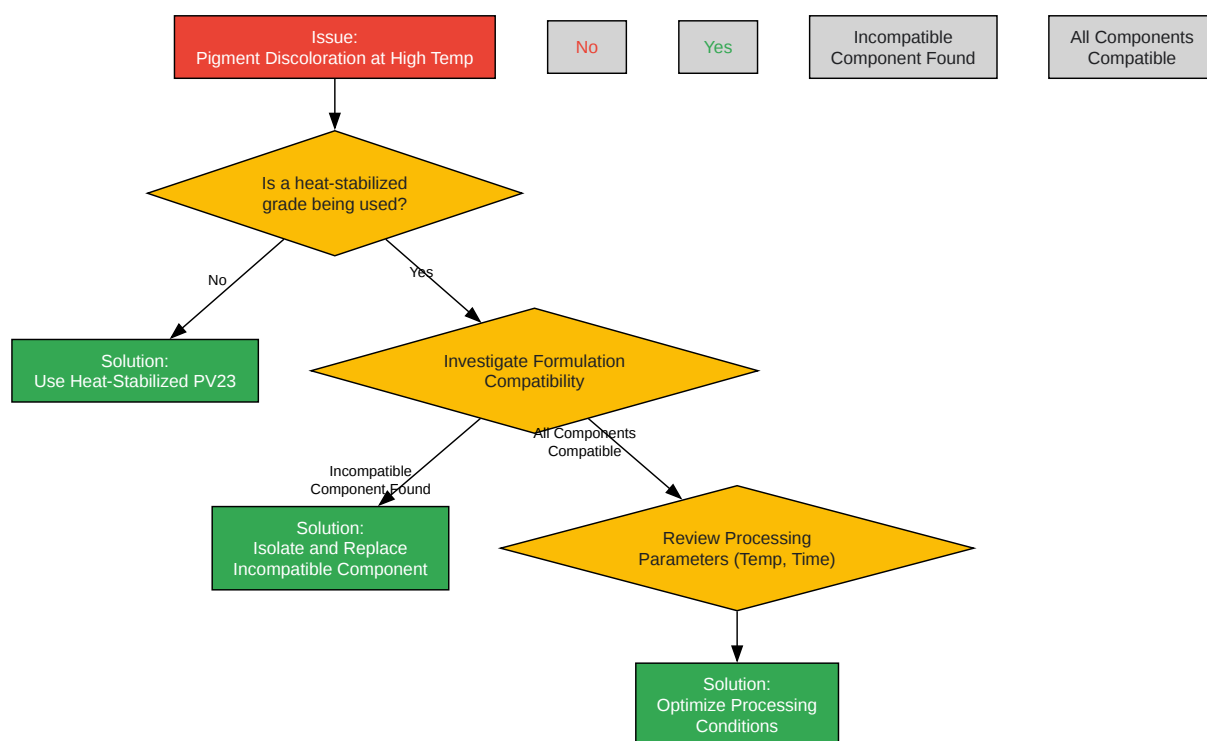 Issue:
Pigment Discoloration at High Temp
No
Yes
Incompatible
Component Found
All Components
Compatible
Is a heat-stabilized
grade being used?
No
Yes
Solution:
Use Heat-Stabilized PV23
Investigate Formulation
Compatibility
Incompatible
Component Found
All Components
Compatible
Solution:
Isolate and Replace
Incompatible Component
Review Processing
Parameters (Temp, Time)
Solution:
Optimize Processing
Conditions